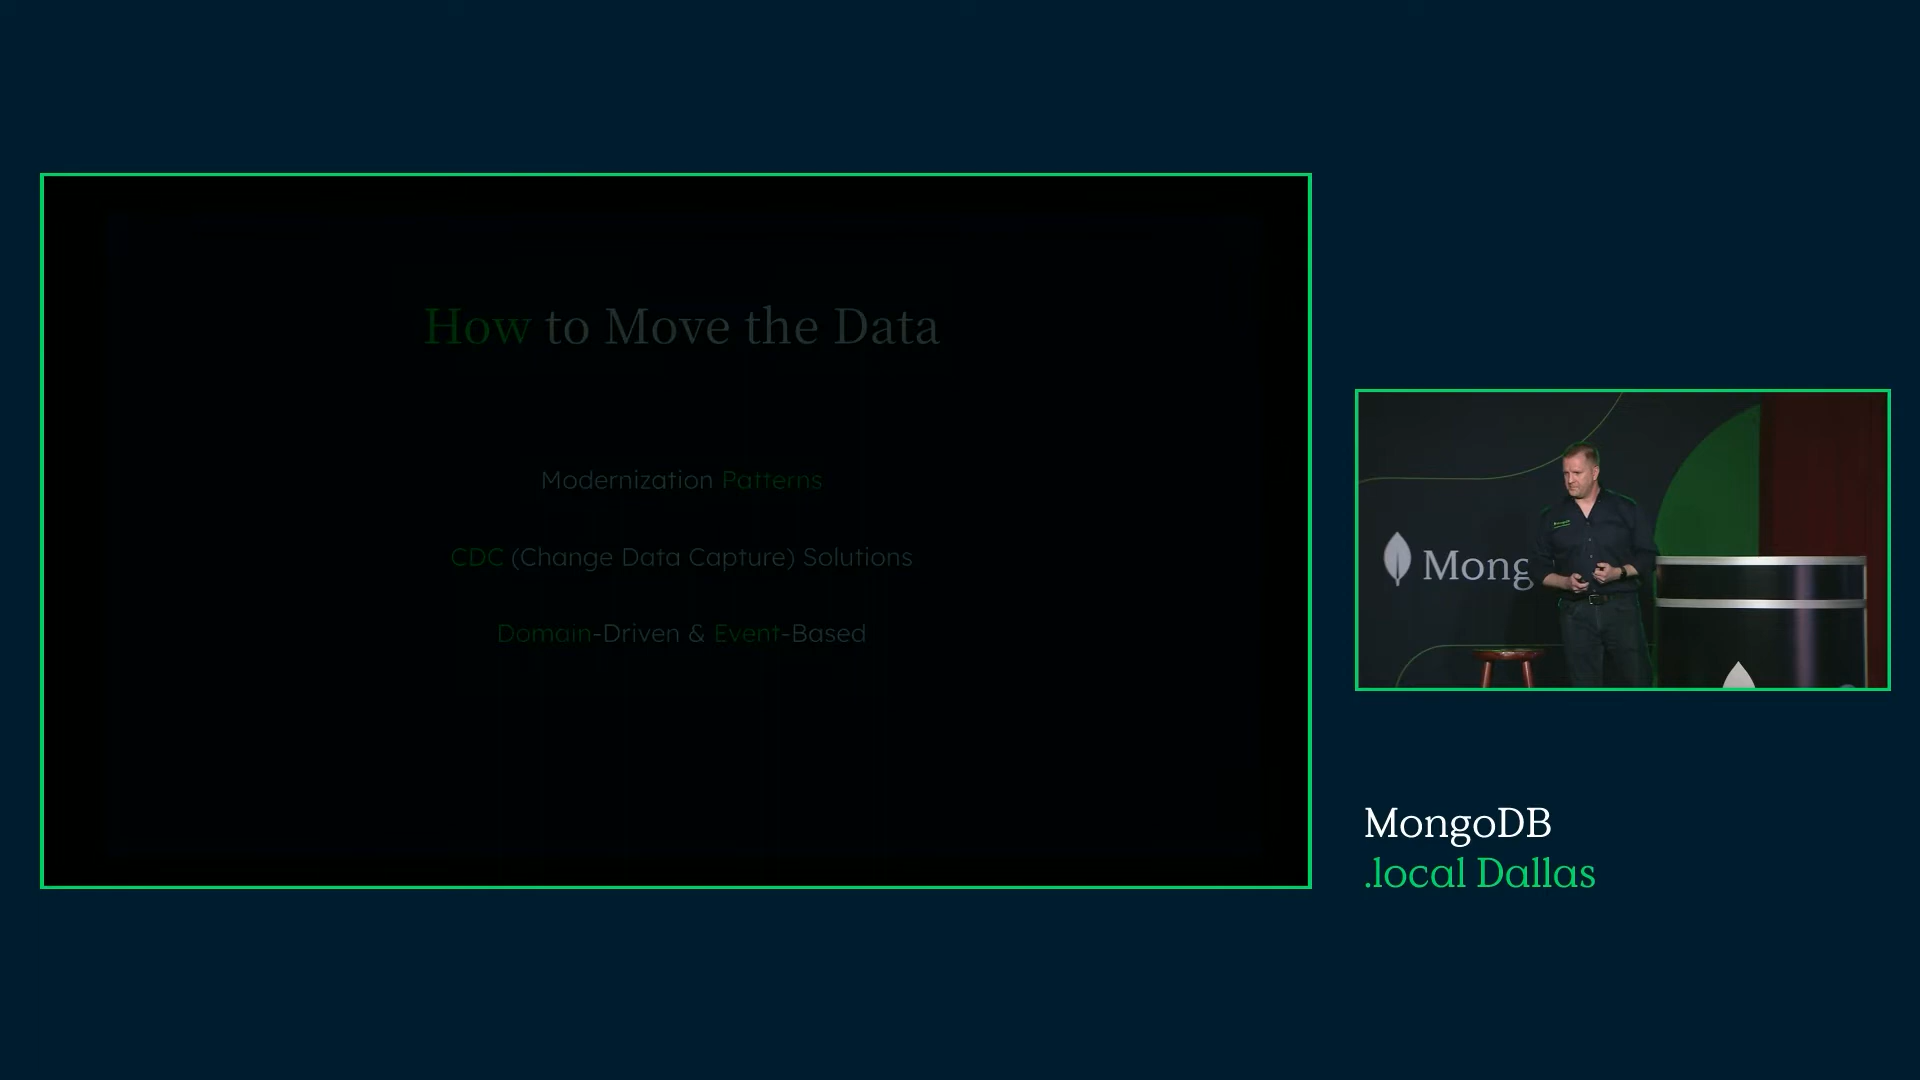 How to Move the Data
Modernization Patterns
CDC (Change Data Capture) Solutions
Domain-Driven & Event-Based
Mong
MongoDB
.local Dallas